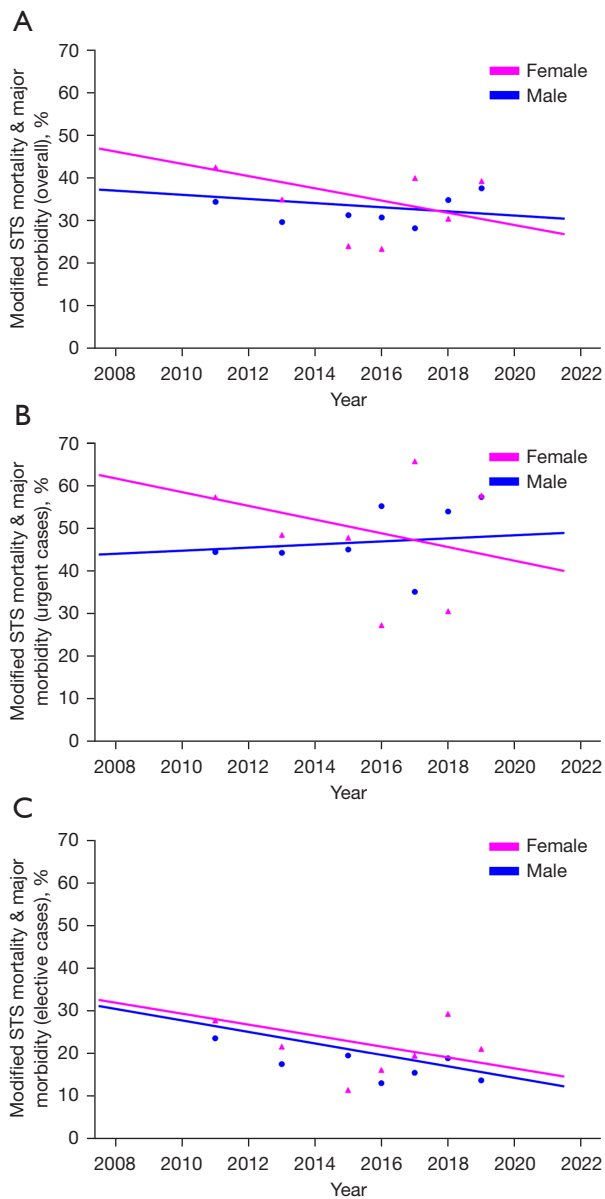 A
Modified STS mortality & major
morbidity (overall), %
70
60
50
40
30
20
10
0
Female
Male
2008 2010 2012 2014 2016 2018 2020 2022
Year
B
Modified STS mortality & major
morbidity (urgent cases), %
70
60
50
40
30
20
10
0
Female
Male
2008 2010 2012 2014 2016 2018 2020 2022
Year
C
Modified STS mortality & major
morbidity (elective cases), %
70
60
50
40
30
20
10
0
Female
Male
2008 2010 2012 2014 2016 2018 2020 2022
Year